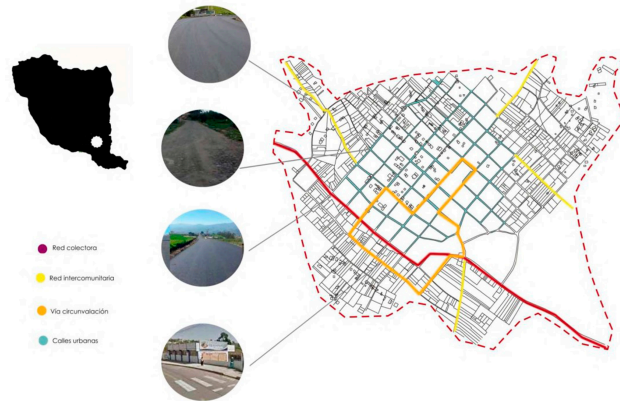 Red colectora
Red intercomunitaria
Vía circunvalación
Calles urbanas